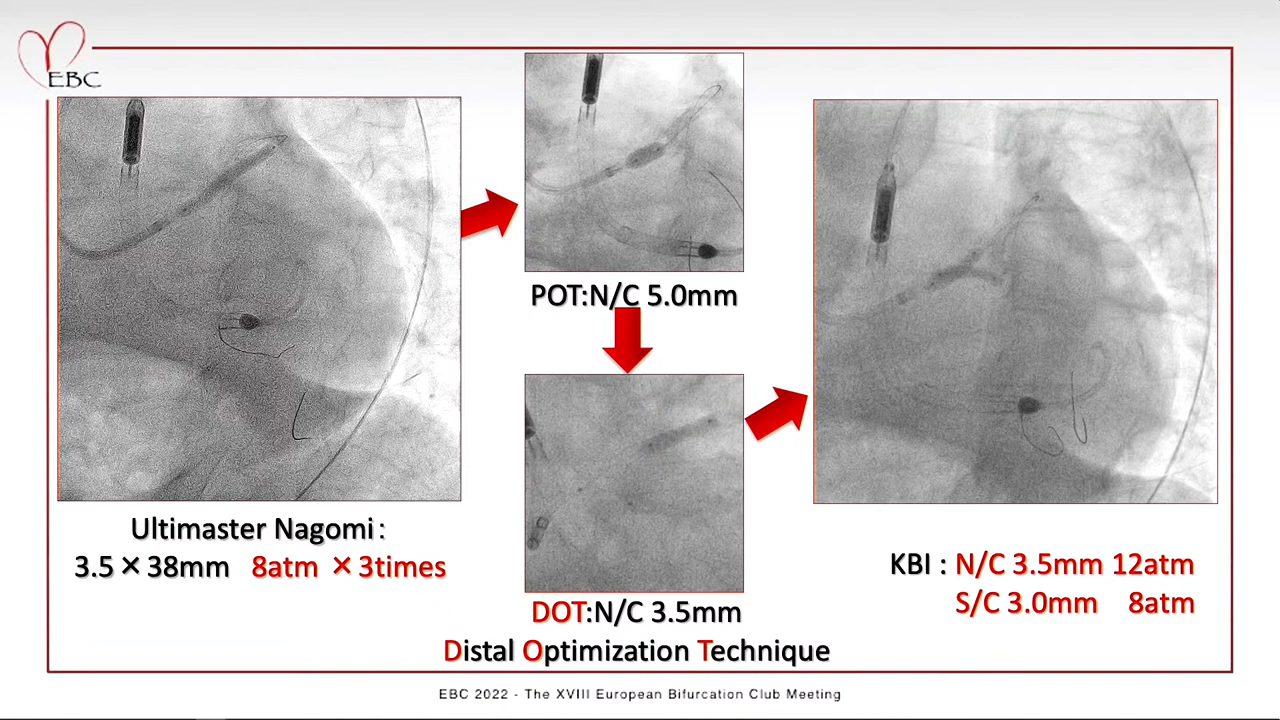 EBC
Ultimaster Nagomi：
3.5×38mm 8atm ×3times
POT:N/C 5.0mm
DOT:N/C 3.5mm
Distal Optimization Technique
KBI : N/C 3.5mm 12atm
S/C 3.0mm 8atm
EBC 2022 - The XVIII European Bifurcation Club Meeting